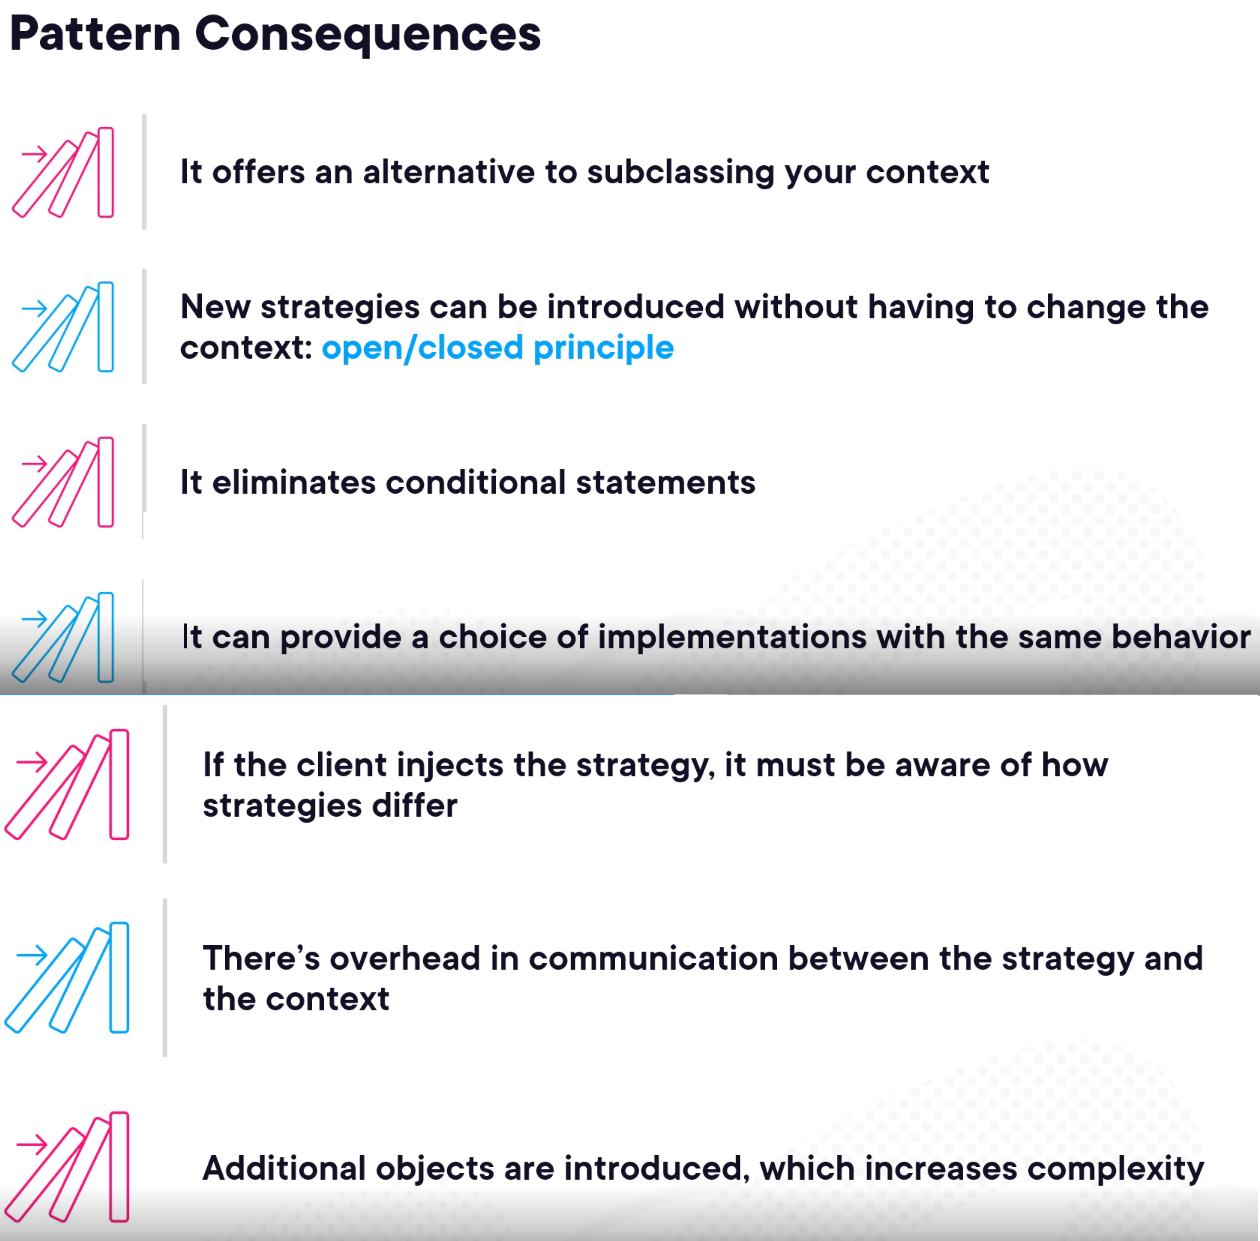 Pattern Consequences
It offers an alternative to subclassing your context
New strategies can be introduced without having to change the
context: open/closed principle
It eliminates conditional statements
It can provide a choice of implementations with the same behavior
If the client injects the strategy, it must be aware of how
strategies differ
There’s overhead in communication between the strategy and
the context
Additional objects are introduced, which increases complexity